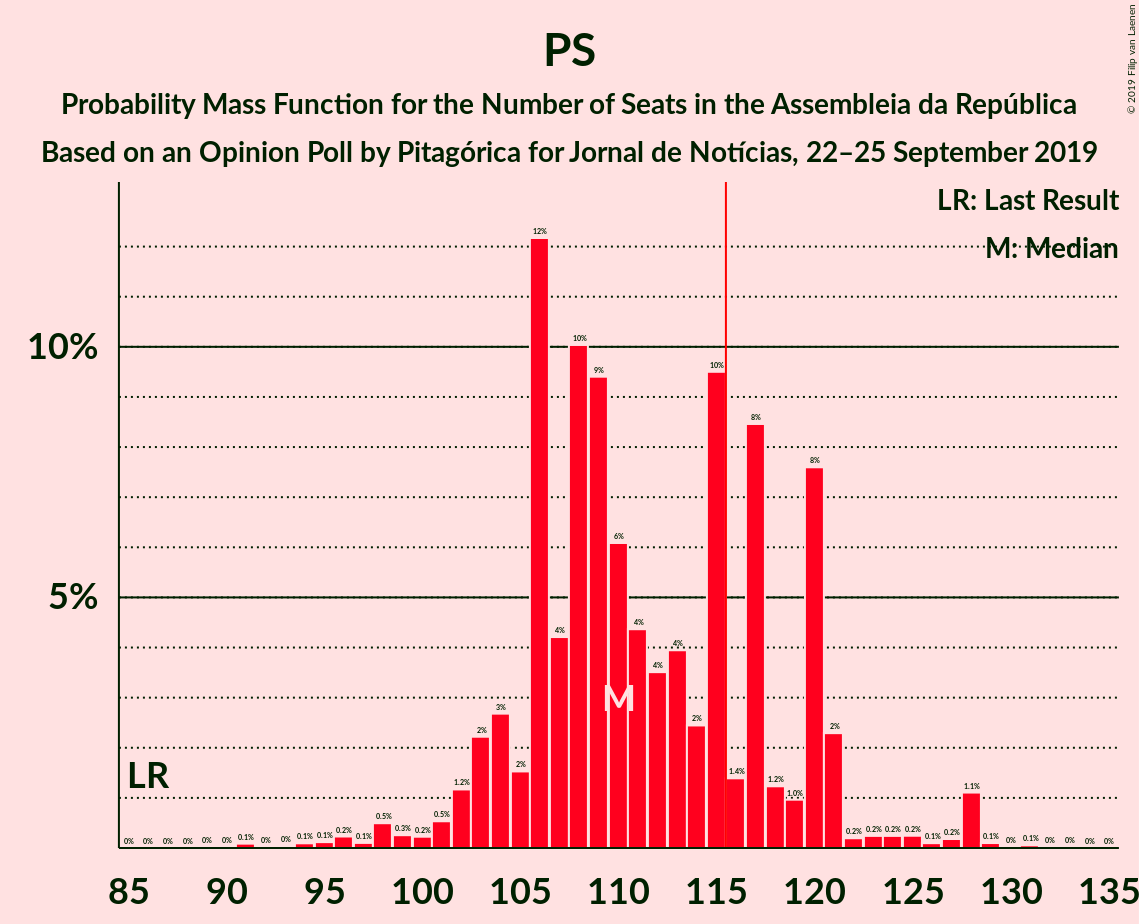 PS
Probability Mass Function for the Number of Seats in the Assembleia da República
Based on an Opinion Poll by Pitagórica for Jornal de Notícias, 22–25 September 2019
© 2019 Filip van Laenen
LR: Last Result
M: Median
10%
5%
LR
M
0% 0% 0% 0% 0% 0% 0.1% 0% 0% 0.1% 0.1% 0.2% 0.1% 0.5% 0.3% 0.2% 0.5% 1.2% 2% 3% 2% 12% 4% 10% 9% 6% 4% 4% 4% 2% 10% 1.4% 8% 1.2% 1.0% 8% 2% 0.2% 0.2% 0.2% 0.2% 0.1% 0.2% 1.1% 0.1% 0% 0.1% 0% 0% 0% 0%
85 90 95 100 105 110 115 120 125 130 135